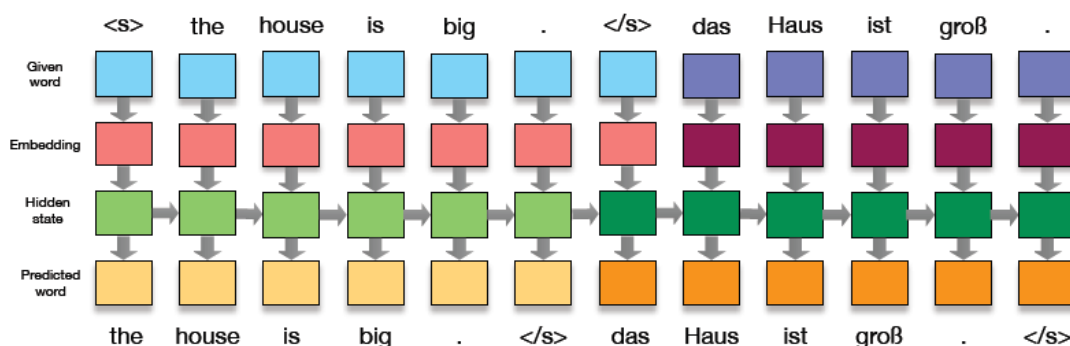 <s> the house is big . </s> das Haus ist groß .
Given
word
Embedding
Hidden
state
Predicted
word
the house is big . </s> das Haus ist groß . </s>